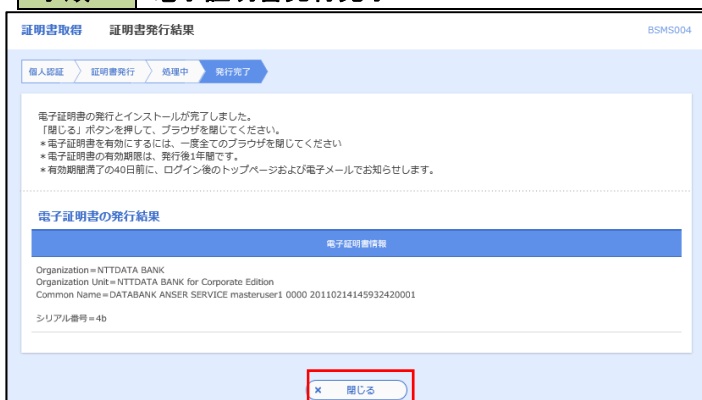 電子証明書発行完了
証明書取得 証明書発行結果 BSMS004
個人認証 証明書発行 処理中 発行完了
電子証明書の発行とインストールが完了しました。
「閉じる」ボタンを押して、ブラウザを閉じてください。
*電子証明書を有効にするには、一度全てのブラウザを閉じてください
*電子証明書の有効期限は、発行後1年間です。
*有効期間満了の40日前に、ログイン後のトップページおよび電子メールでお知らせします。
電子証明書の発行結果
電子証明書情報
Organization=NTTDATA BANK
Organization Unit=NTTDATA BANK for Corporate Edition
Common Name=DATABANK ANSER SERVICE masteruser1 0000 20110214145932420001
シリアル番号=4b
× 閉じる